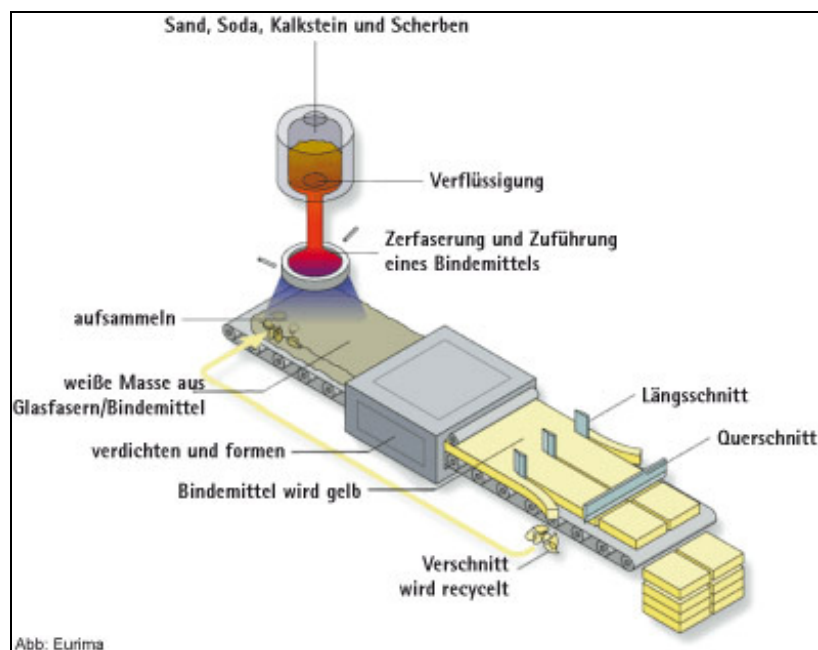 Sand, Soda, Kalkstein und Scherben
Verflüssigung
Zerfaserung und Zuführung
eines Bindemittels
aufsammeln
weiße Masse aus
Glasfasern/Bindemittel
Längsschnitt
Querschnitt
verdichten und formen
Bindemittel wird gelb
Verschnitt
wird recycelt
Abb: Eurima